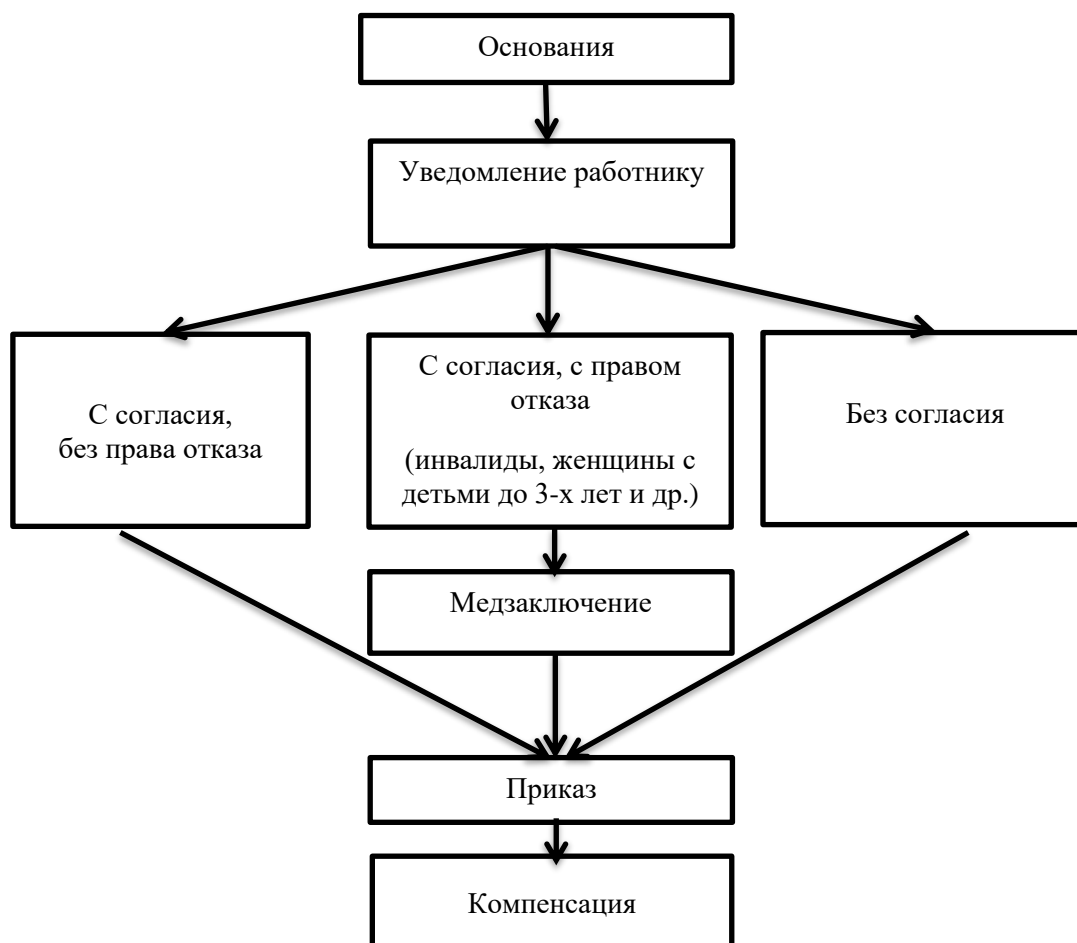 Основания
Уведомление работнику
С согласия,
без права отказа
С согласия, с правом
отказа
(инвалиды, женщины с
детьми до 3-х лет и др.)
Без согласия
Медзаключение
Приказ
Компенсация